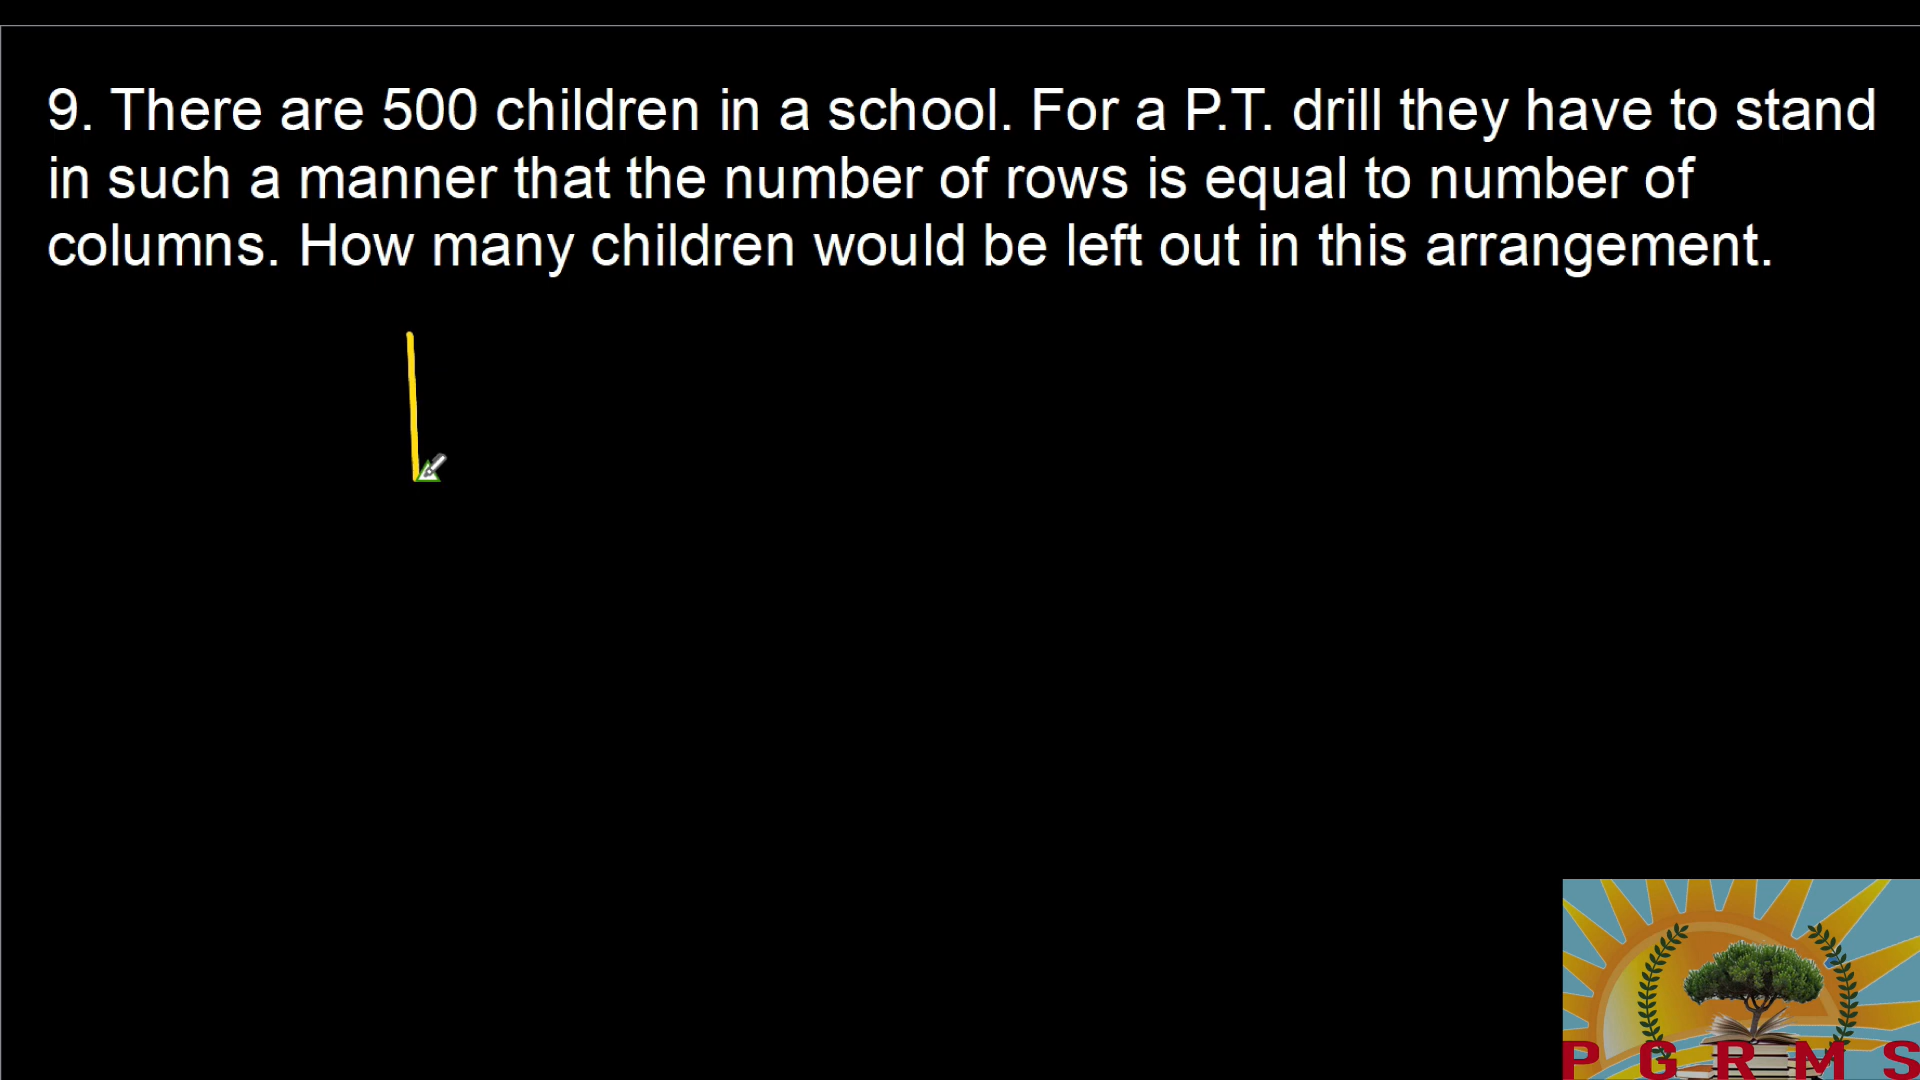 9. There are 500 children in a school. For a P.T. drill they have to stand
in such a manner that the number of rows is equal to number of
columns. How many children would be left out in this arrangement.
P G R M S